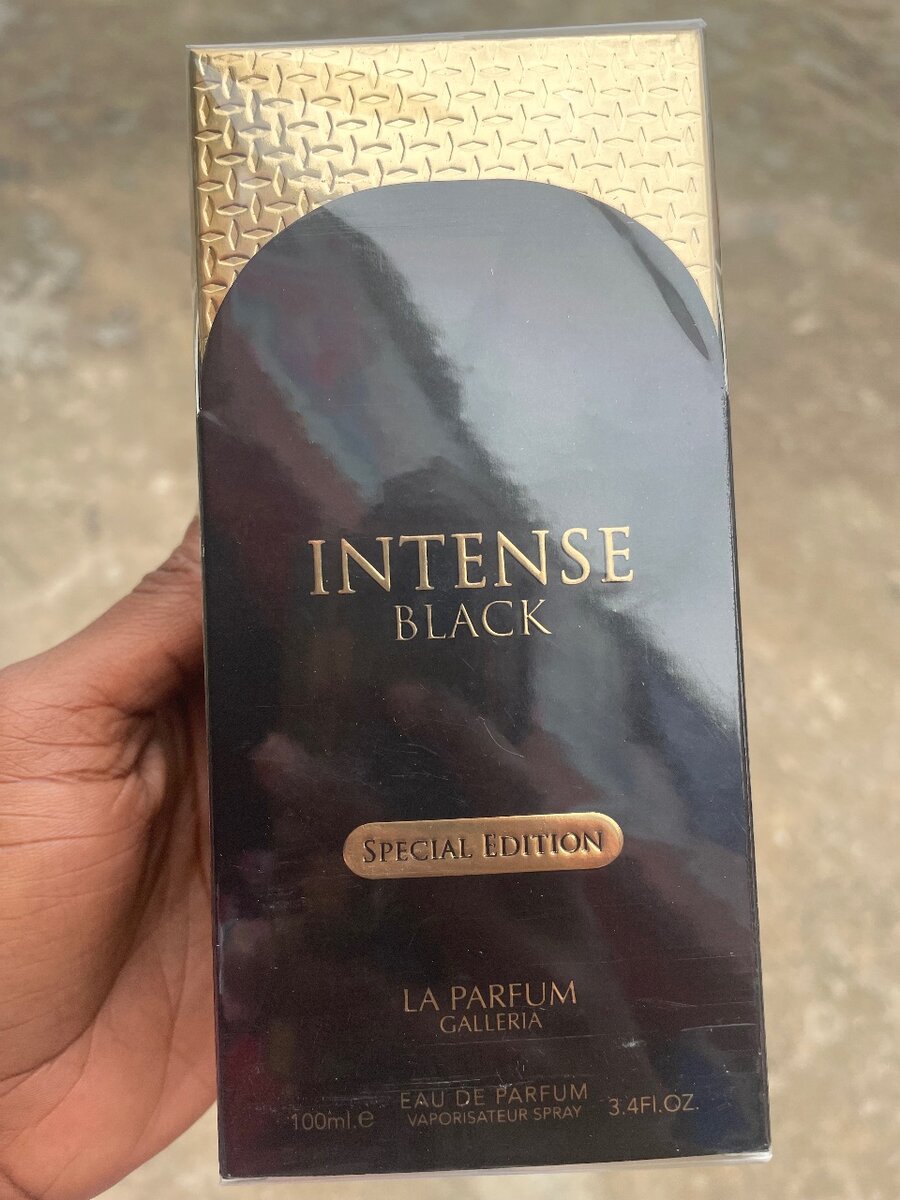 INTENSE
BLACK
SPECIAL EDITION
LA PARFUM
GALLERIA
EAU DE PARFUM
VAPORISATEUR SPRAY
100ml.e
3.4Fl.OZ.